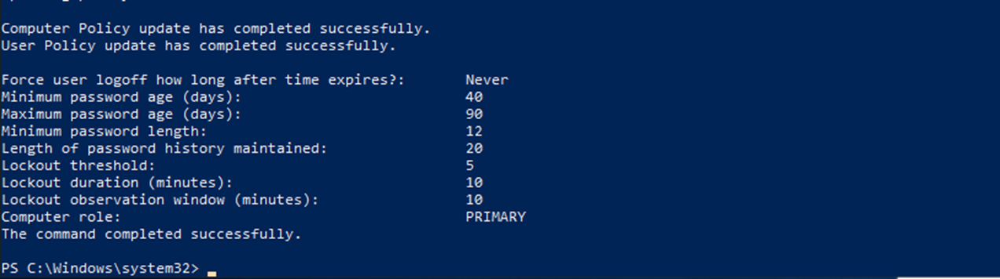 Computer Policy update has completed successfully.
User Policy update has completed successfully.
Force user logoff how long after time expires?: Never
Minimum password age (days): 40
Maximum password age (days): 90
Minimum password length: 12
Length of password history maintained: 20
Lockout threshold: 5
Lockout duration (minutes): 10
Lockout observation window (minutes): 10
Computer role: PRIMARY
The command completed successfully.
PS C:\Windows\system32>